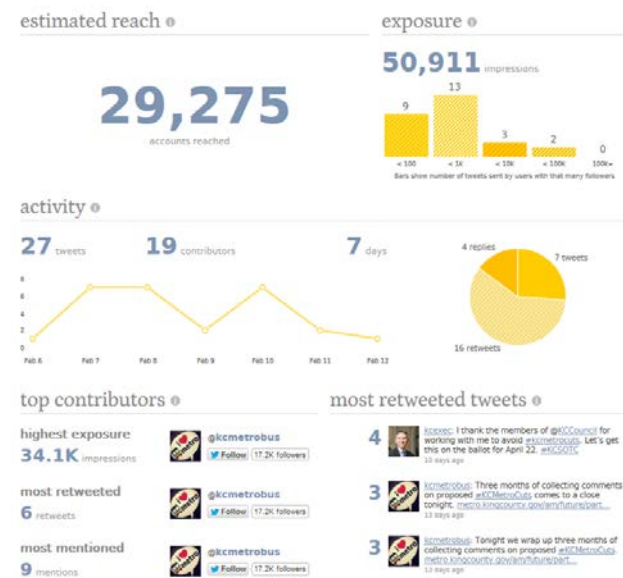 estimated reach
exposure
29,275
accounts reached
50,911 impressions
9
13
3
2
0
< 100
< 1K
< 10K
< 100K
100K+
Bars show number of tweets sent by users with that many followers
activity
27 tweets
19 contributors
7 days
8
6
4
2
0
Feb 6
Feb 7
Feb 8
Feb 9
Feb 10
Feb 11
Feb 12
4 replies
7 tweets
16 retweets
top contributors
highest exposure
34.1K impressions
@kcmetrobus
Follow
17.2K followers
most retweeted
6 retweets
@kcmetrobus
Follow
17.2K followers
most mentioned
9 mentions
@kcmetrobus
Follow
17.2K followers
most retweeted tweets
4
kcexec: I thank the members of @KCCouncil for
working with me to avoid #kcmetrocuts. Let's get
this on the ballot for April 22. #KCSOTC
10 days ago
3
kcmetrobus: Three months of collecting comments
on proposed #KCMetroCuts comes to a close
tonight. metro.kingcounty.gov/am/future/part...
13 days ago
3
kcmetrobus: Tonight we wrap up three months of
collecting comments on proposed #KCMetroCuts.
metro.kingcounty.gov/am/future/part...
12 days ago